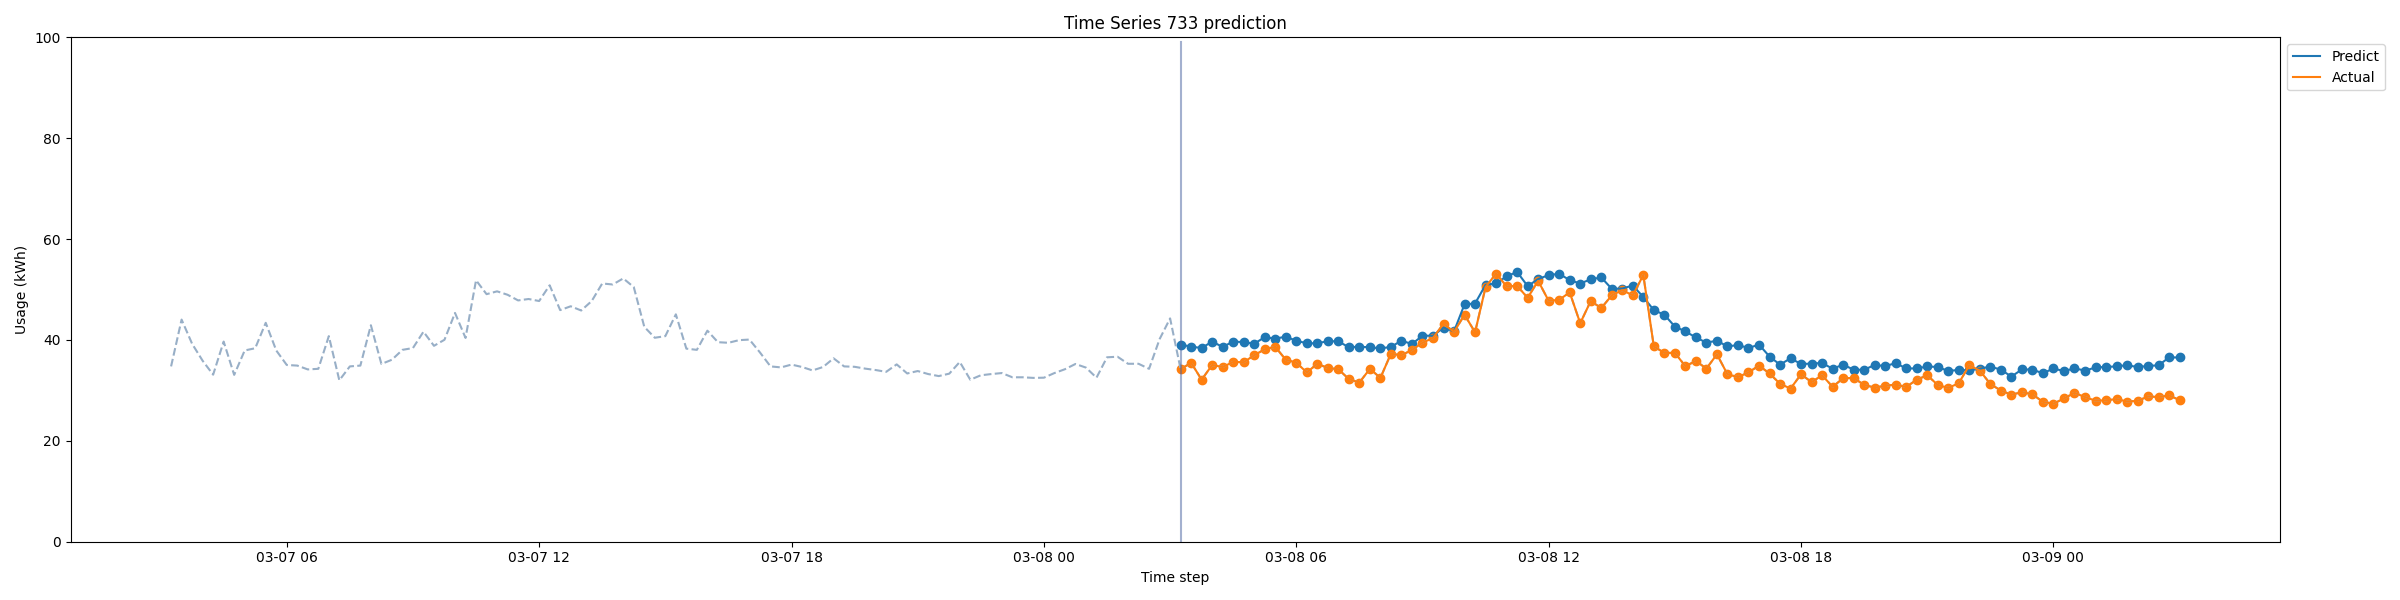 Time Series 733 prediction
100
80
60
40
20
0
Usage (kWh)
03-07 06
03-07 12
03-07 18
03-08 00
03-08 06
03-08 12
03-08 18
03-09 00
Time step
Predict
Actual